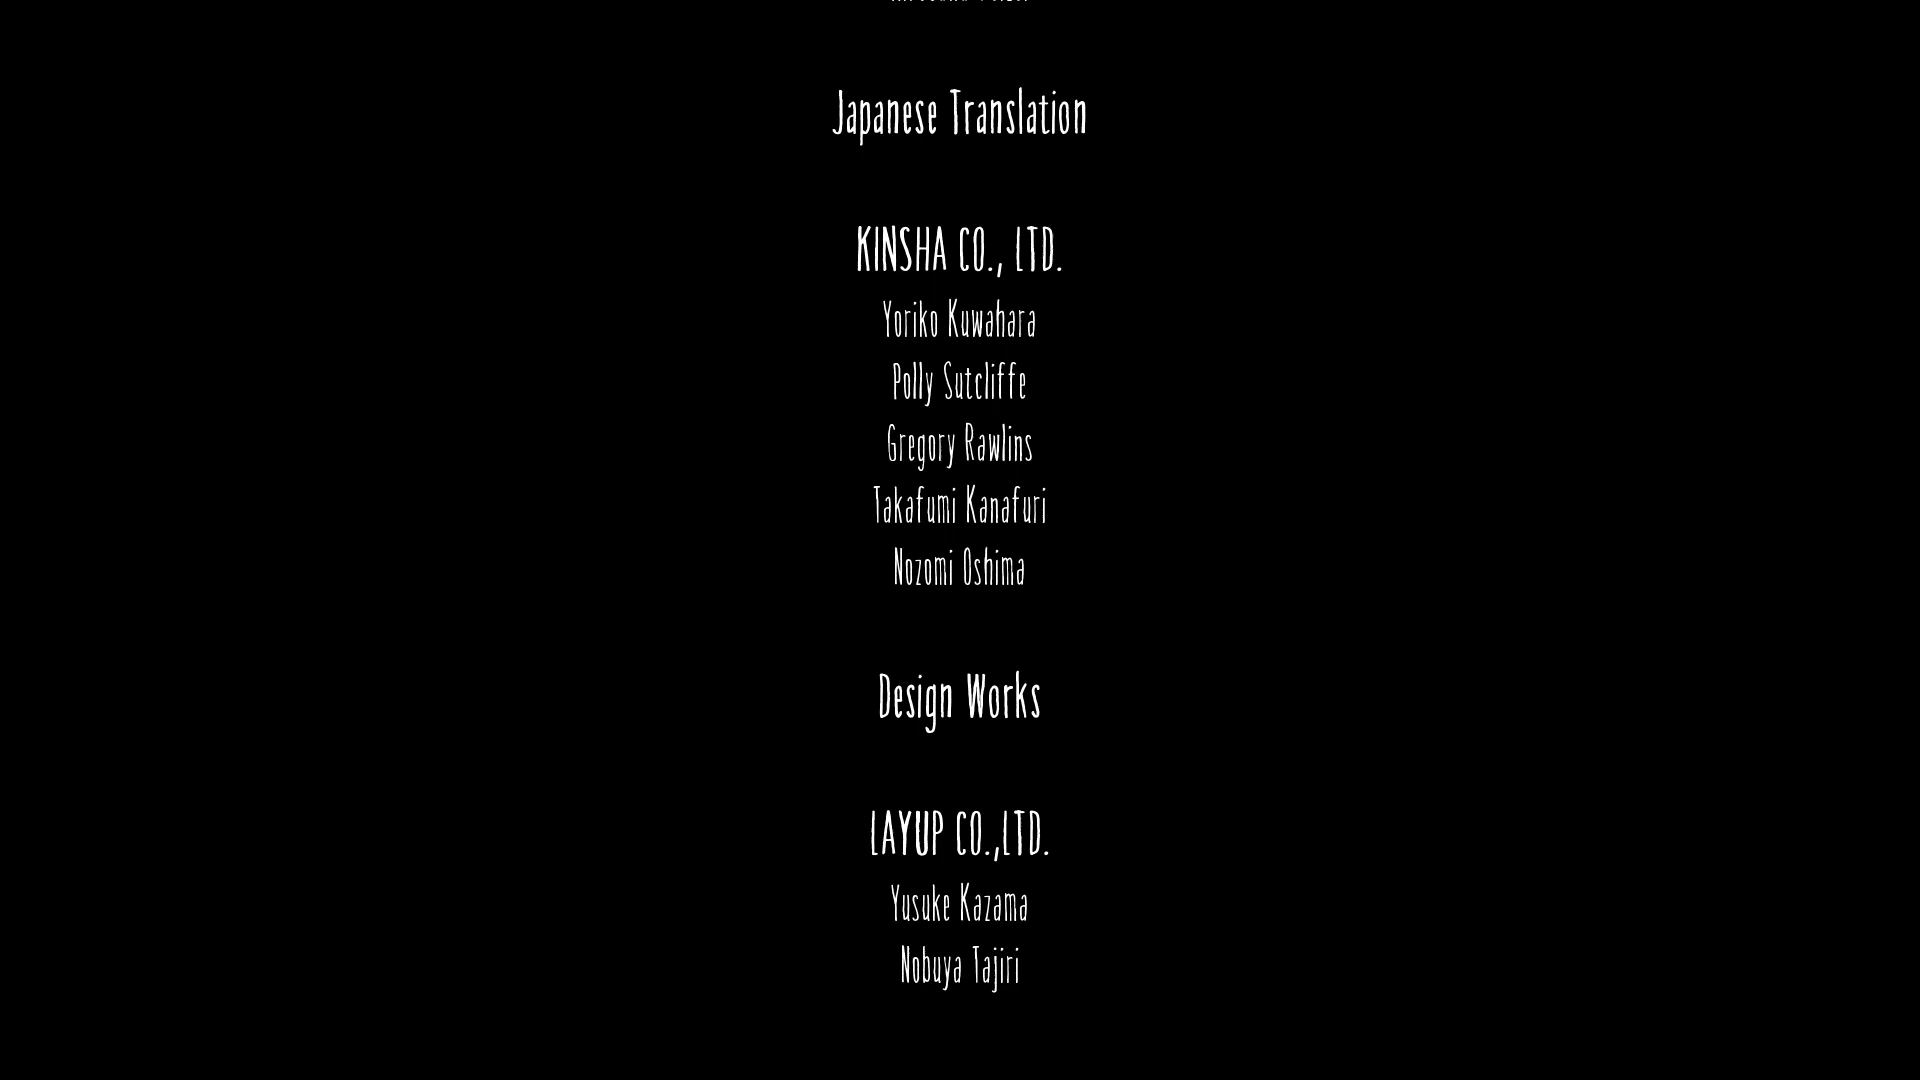 Japanese Translation
KINSHA CO., LTD.
Yoriko Kuwahara
Polly Sutcliffe
Gregory Rawlins
Takafumi Kanafuri
Nozomi Oshima
Design Works
LAYUP CO.,LTD.
Yusuke Kazama
Nobuya Tajiri